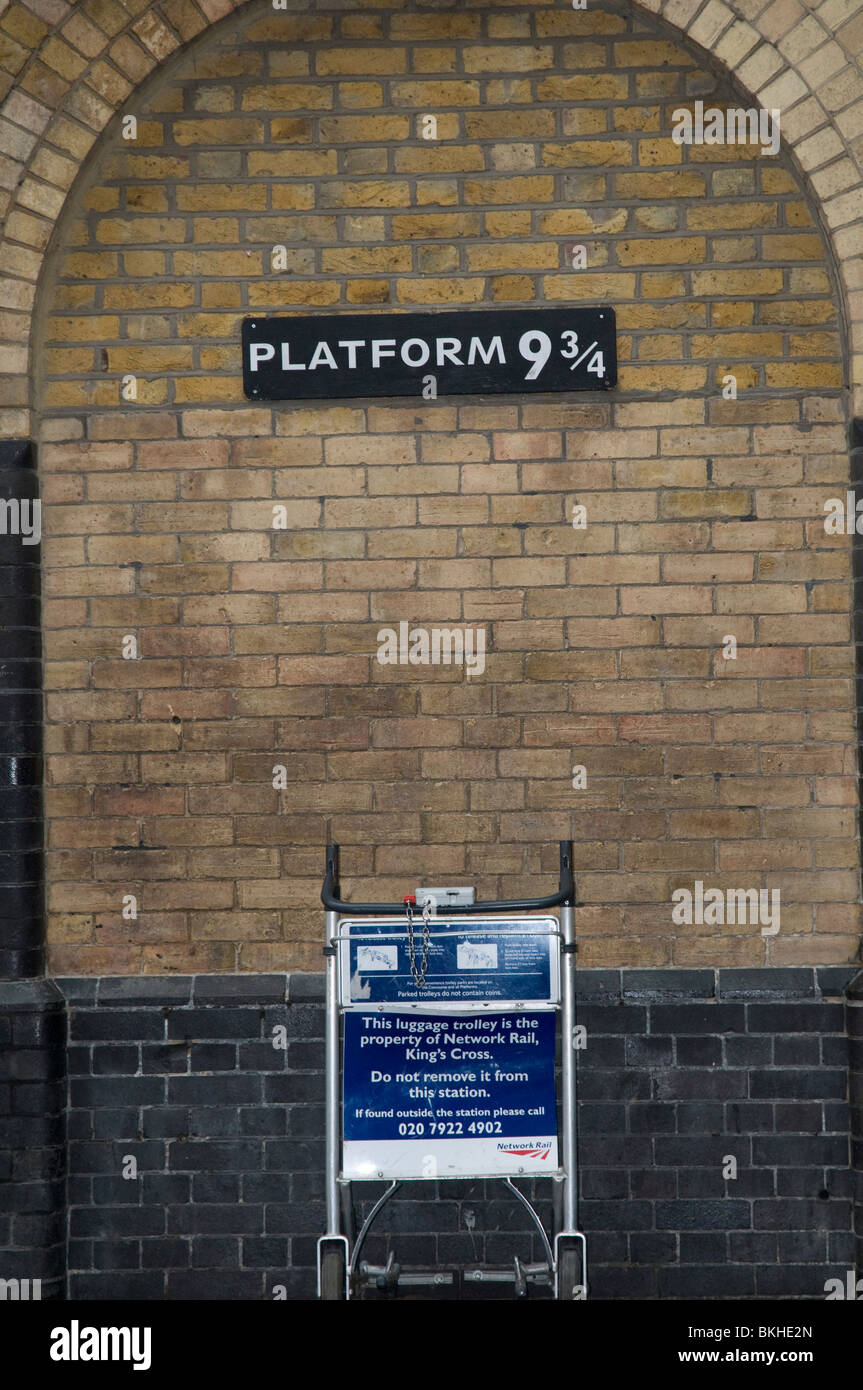 PLATFORM 9 3/4
Parked trolleys do not contain coins.
This luggage trolley is the
property of Network Rail,
King's Cross.
Do not remove it from
this station.
If found outside the station please call
020 7922 4902
Network Rail
alamy
Image ID: BKHE2N
www.alamy.com